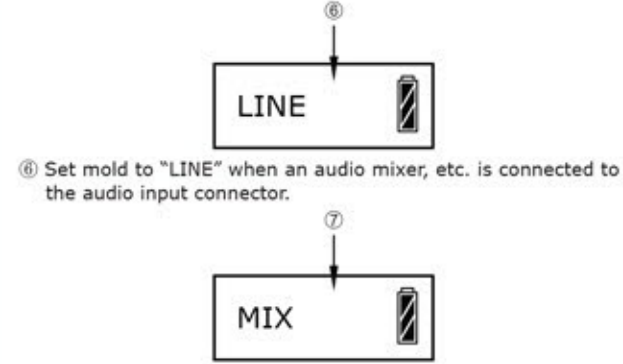 ⑥
LINE
⑥ Set mold to “LINE” when an audio mixer, etc. is connected to
the audio input connector.
⑦
MIX